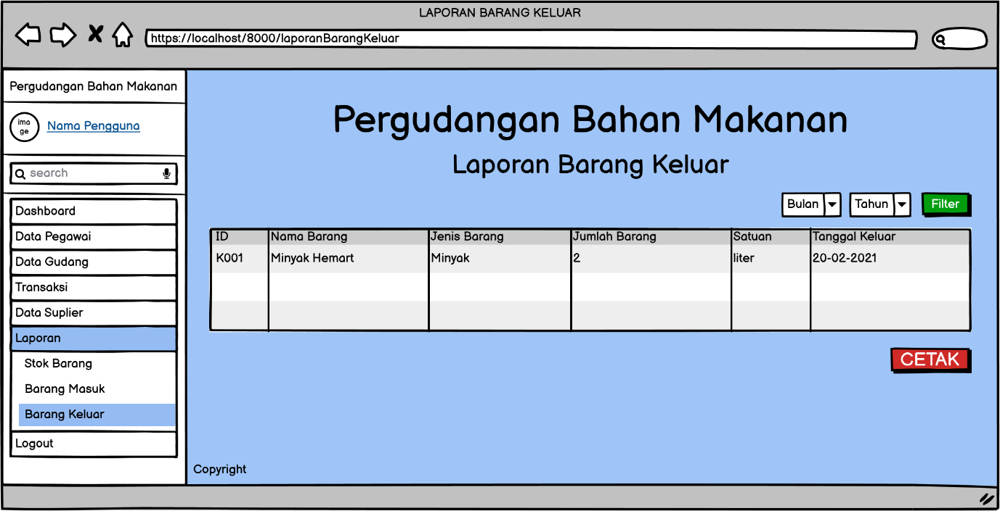 LAPORAN BARANG KELUAR
https://localhost/8000/laporanBarangKeluar
Pergudangan Bahan Makanan
ima
ge
Nama Pengguna
search
Dashboard
Data Pegawai
Data Gudang
Transaksi
Data Suplier
Laporan
Stok Barang
Barang Masuk
Barang Keluar
Logout
Pergudangan Bahan Makanan
Laporan Barang Keluar
Bulan Tahun Filter
ID Nama Barang Jenis Barang Jumlah Barang Satuan Tanggal Keluar
K001 Minyak Hemart Minyak 2 liter 20-02-2021
CETAK
Copyright